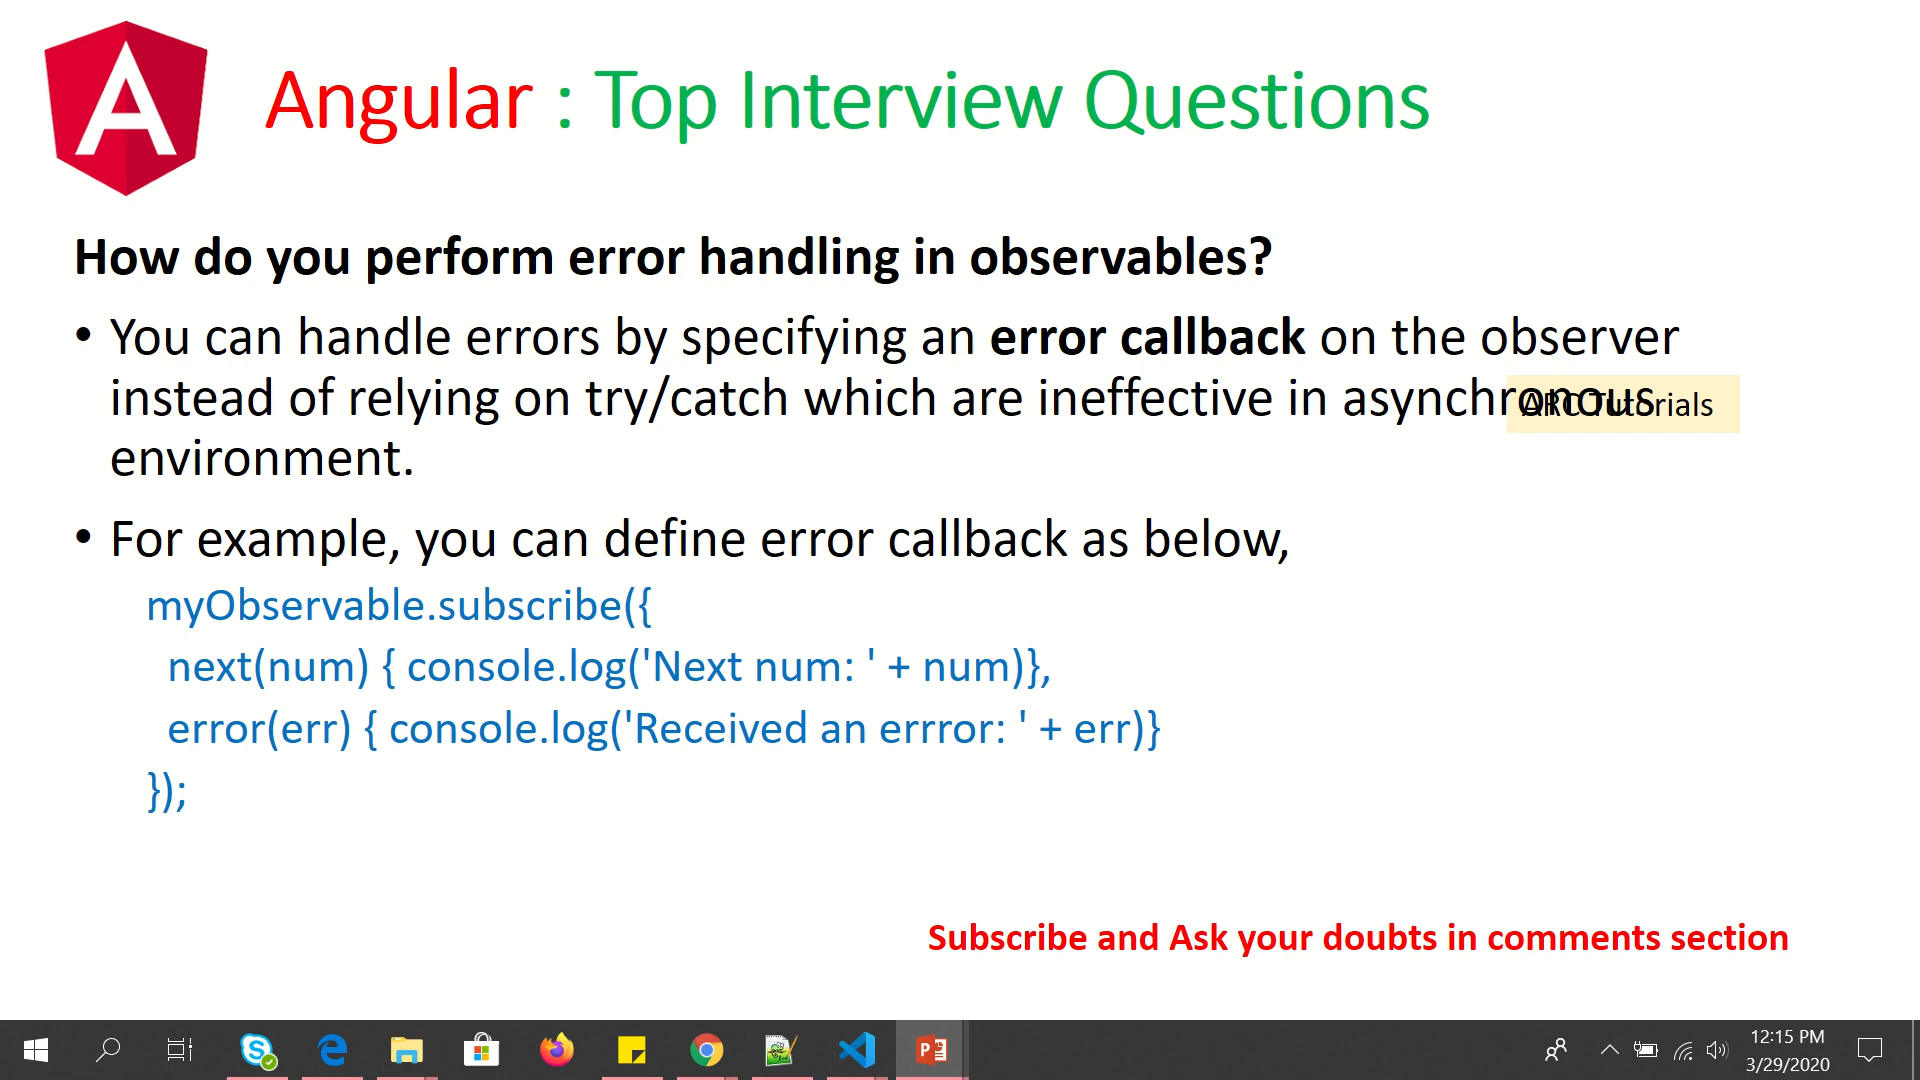 Angular : Top Interview Questions
How do you perform error handling in observables?
• You can handle errors by specifying an error callback on the observer
instead of relying on try/catch which are ineffective in asynchronous
ARC Tutorials
environment.
• For example, you can define error callback as below,
myObservable.subscribe({
next(num) { console.log('Next num: ' + num)},
error(err) { console.log('Received an errror: ' + err)}
});
Subscribe and Ask your doubts in comments section
12:15 PM
3/29/2020